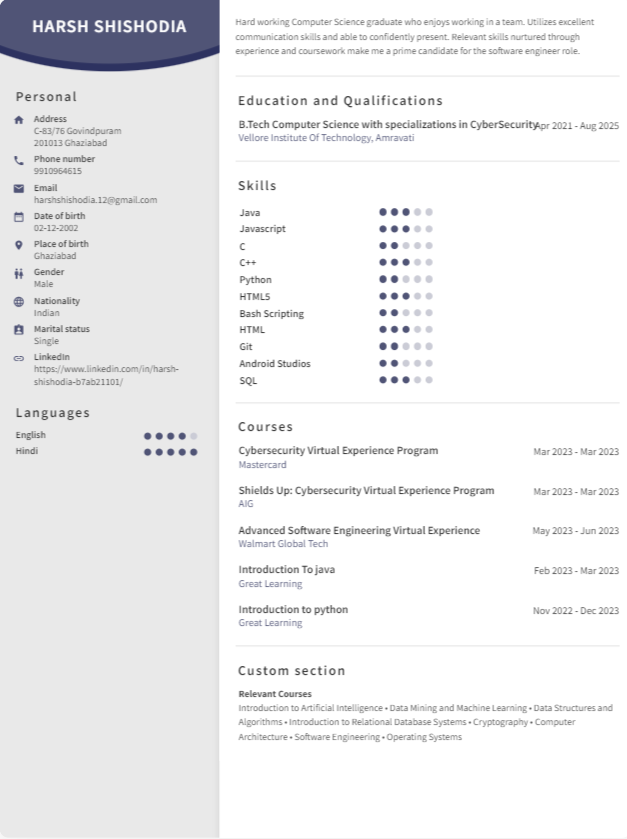 HARSH SHISHODIA
Personal
Address
C-83/76 Govindpuram
201013 Ghaziabad
Phone number
9910964615
Email
harshshishodia.12@gmail.com
Date of birth
02-12-2002
Place of birth
Ghaziabad
Gender
Male
Nationality
Indian
Marital status
Single
LinkedIn
https://www.linkedin.com/in/harsh-
shishodia-b7ab21101/
Languages
English
Hindi
Hard working Computer Science graduate who enjoys working in a team. Utilizes excellent
communication skills and able to confidently present. Relevant skills nurtured through
experience and coursework make me a prime candidate for the software engineer role.
Education and Qualifications
B.Tech Computer Science with specializations in CyberSecurity Apr 2021 - Aug 2025
Vellore Institute Of Technology, Amravati
Skills
Java
Javascript
C
C++
Python
HTML5
Bash Scripting
HTML
Git
Android Studios
SQL
Courses
Cybersecurity Virtual Experience Program Mar 2023 - Mar 2023
Mastercard
Shields Up: Cybersecurity Virtual Experience Program Mar 2023 - Mar 2023
AIG
Advanced Software Engineering Virtual Experience May 2023 - Jun 2023
Walmart Global Tech
Introduction To java Feb 2023 - Mar 2023
Great Learning
Introduction to python Nov 2022 - Dec 2023
Great Learning
Custom section
Relevant Courses
Introduction to Artificial Intelligence • Data Mining and Machine Learning • Data Structures and
Algorithms • Introduction to Relational Database Systems • Cryptography • Computer
Architecture • Software Engineering • Operating Systems